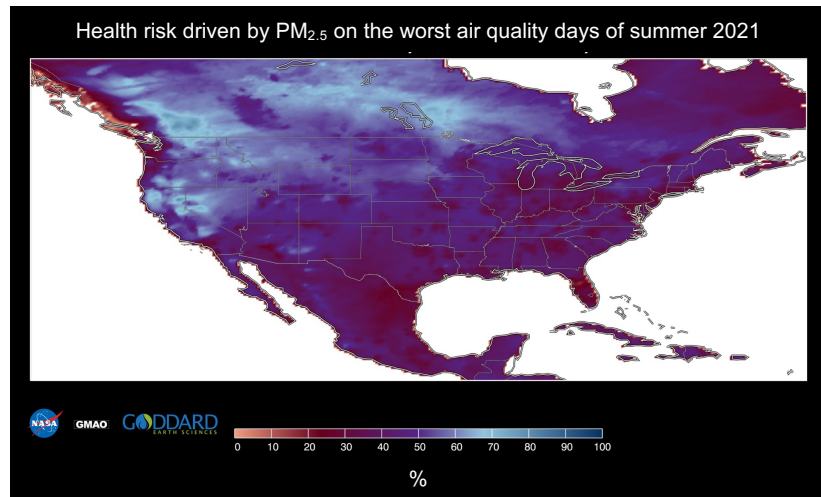 Health risk driven by PM₂.₅ on the worst air quality days of summer 2021
NASA
GMAO
GODDARD
EARTH SCIENCES
0 10 20 30 40 50 60 70 80 90 100
%